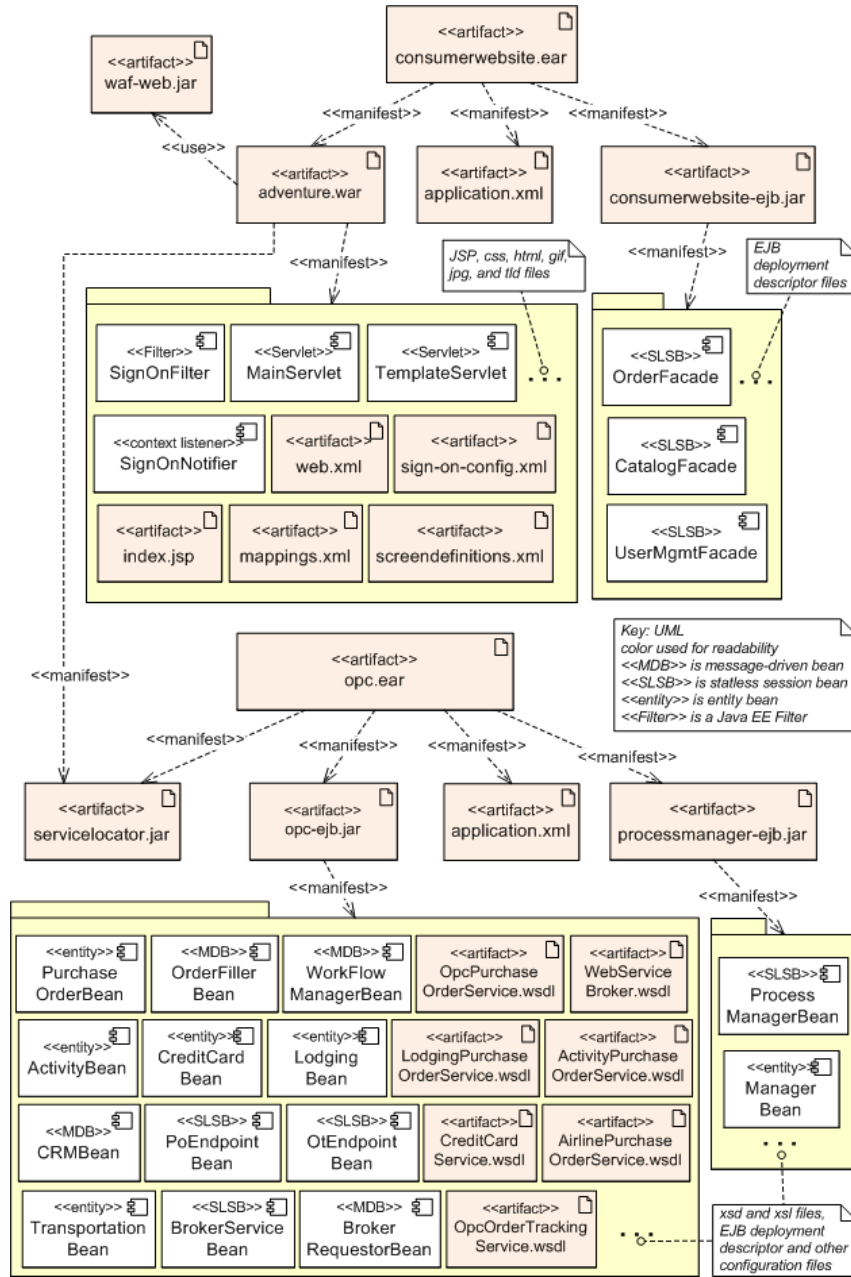 <<artifact>>
consumerwebsite.ear
<<artifact>>
waf-web.jar
<<manifest>>
<<manifest>>
<<manifest>>
<<use>>
<<artifact>>
adventure.war
<<artifact>>
application.xml
<<artifact>>
consumerwebsite-ejb.jar
<<manifest>>
JSP, css, html, gif,
jpg, and tld files
<<manifest>>
EJB
deployment
descriptor files
<<Filter>>
SignOnFilter
<<Servlet>>
MainServlet
<<Servlet>>
TemplateServlet
...
<<context listener>>
SignOnNotifier
<<artifact>>
web.xml
<<artifact>>
sign-on-config.xml
<<artifact>>
index.jsp
<<artifact>>
mappings.xml
<<artifact>>
screendefinitions.xml
<<SLSB>>
OrderFacade
...
<<SLSB>>
CatalogFacade
<<SLSB>>
UserMgmtFacade
<<manifest>>
<<artifact>>
opc.ear
Key: UML
color used for readability
<<MDB>> is message-driven bean
<<SLSB>> is statless session bean
<<entity>> is entity bean
<<Filter>> is a Java EE Filter
<<manifest>>
<<manifest>>
<<manifest>>
<<manifest>>
<<artifact>>
servicelocator.jar
<<artifact>>
opc-ejb.jar
<<artifact>>
application.xml
<<artifact>>
processmanager-ejb.jar
<<manifest>>
<<manifest>>
<<entity>>
Purchase
OrderBean
<<MDB>>
OrderFiller
Bean
<<MDB>>
WorkFlow
ManagerBean
<<artifact>>
OpcPurchase
OrderService.wsdl
<<artifact>>
WebService
Broker.wsdl
<<entity>>
ActivityBean
<<entity>>
CreditCard
Bean
<<entity>>
Lodging
Bean
<<artifact>>
LodgingPurchase
OrderService.wsdl
<<artifact>>
ActivityPurchase
OrderService.wsdl
<<MDB>>
CRMBean
<<SLSB>>
PoEndpoint
Bean
<<SLSB>>
OtEndpoint
Bean
<<artifact>>
CreditCard
Service.wsdl
<<artifact>>
AirlinePurchase
OrderService.wsdl
<<entity>>
Transportation
Bean
<<SLSB>>
BrokerService
Bean
<<MDB>>
Broker
RequestorBean
<<artifact>>
OpcOrderTracking
Service.wsdl
...
<<SLSB>>
Process
ManagerBean
<<entity>>
Manager
Bean
...
xsd and xsl files,
EJB deployment
descriptor and other
configuration files